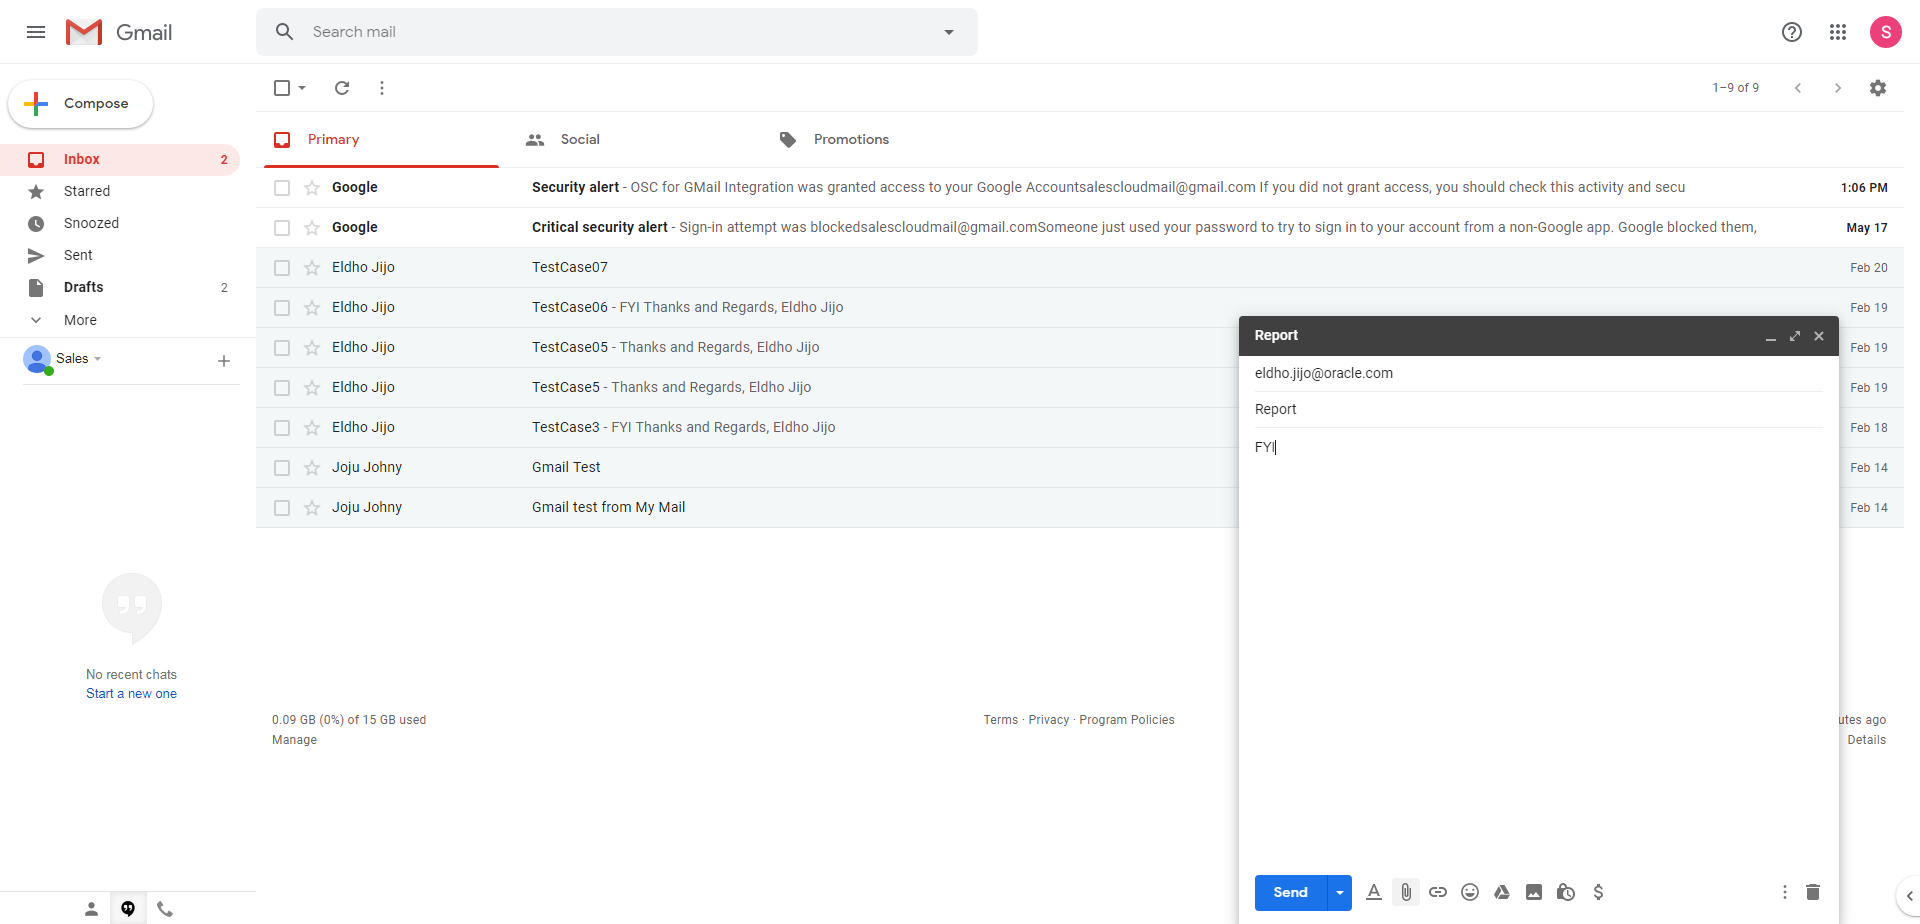 Gmail
Search mail
S
Compose
1–9 of 9
Primary
Social
Promotions
Inbox 2
Starred
Snoozed
Sent
Drafts 2
More
Sales
Google Security alert - OSC for GMail Integration was granted access to your Google Accountsalescloudmail@gmail.com If you did not grant access, you should check this activity and secu 1:06 PM
Google Critical security alert - Sign-in attempt was blockedsalescloudmail@gmail.comSomeone just used your password to try to sign in to your account from a non-Google app. Google blocked them, May 17
Eldho Jijo TestCase07 Feb 20
Eldho Jijo TestCase06 - FYI Thanks and Regards, Eldho Jijo Feb 19
Eldho Jijo TestCase05 - Thanks and Regards, Eldho Jijo Feb 19
Eldho Jijo TestCase5 - Thanks and Regards, Eldho Jijo Feb 19
Eldho Jijo TestCase3 - FYI Thanks and Regards, Eldho Jijo Feb 18
Joju Johny Gmail Test Feb 14
Joju Johny Gmail test from My Mail Feb 14
Report
eldho.jijo@oracle.com
Report
FYI
No recent chats
Start a new one
0.09 GB (0%) of 15 GB used
Manage
Terms · Privacy · Program Policies
ago
Details
Send